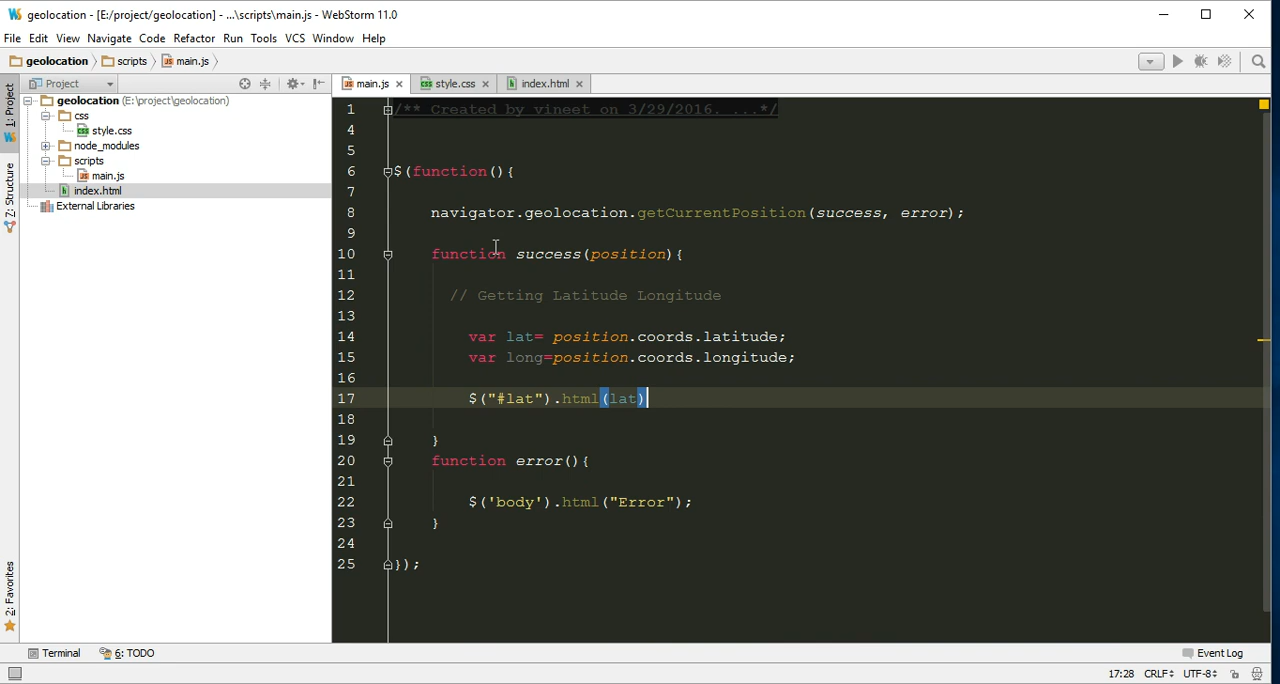 geolocation - [E:/project/geolocation] - ...\scripts\main.js - WebStorm 11.0
File Edit View Navigate Code Refactor Run Tools VCS Window Help
geolocation scripts main.js
1: Project
Z: Structure
2: Favorites
Project
geolocation (E:\project\geolocation)
css
style.css
node_modules
scripts
main.js
index.html
External Libraries
main.js style.css index.html
1 /** Created by vineet on 3/29/2016. ...*/
4
5
6 $(function(){
7
8 navigator.geolocation.getCurrentPosition(success, error);
9
10 function success(position){
11
12 // Getting Latitude Longitude
13
14 var lat= position.coords.latitude;
15 var long=position.coords.longitude;
16
17 $("#lat").html(lat)
18
19 }
20 function error(){
21
22 $('body').html("Error");
23 }
24
25 });
Terminal 6: TODO Event Log
17:28 CRLF UTF-8